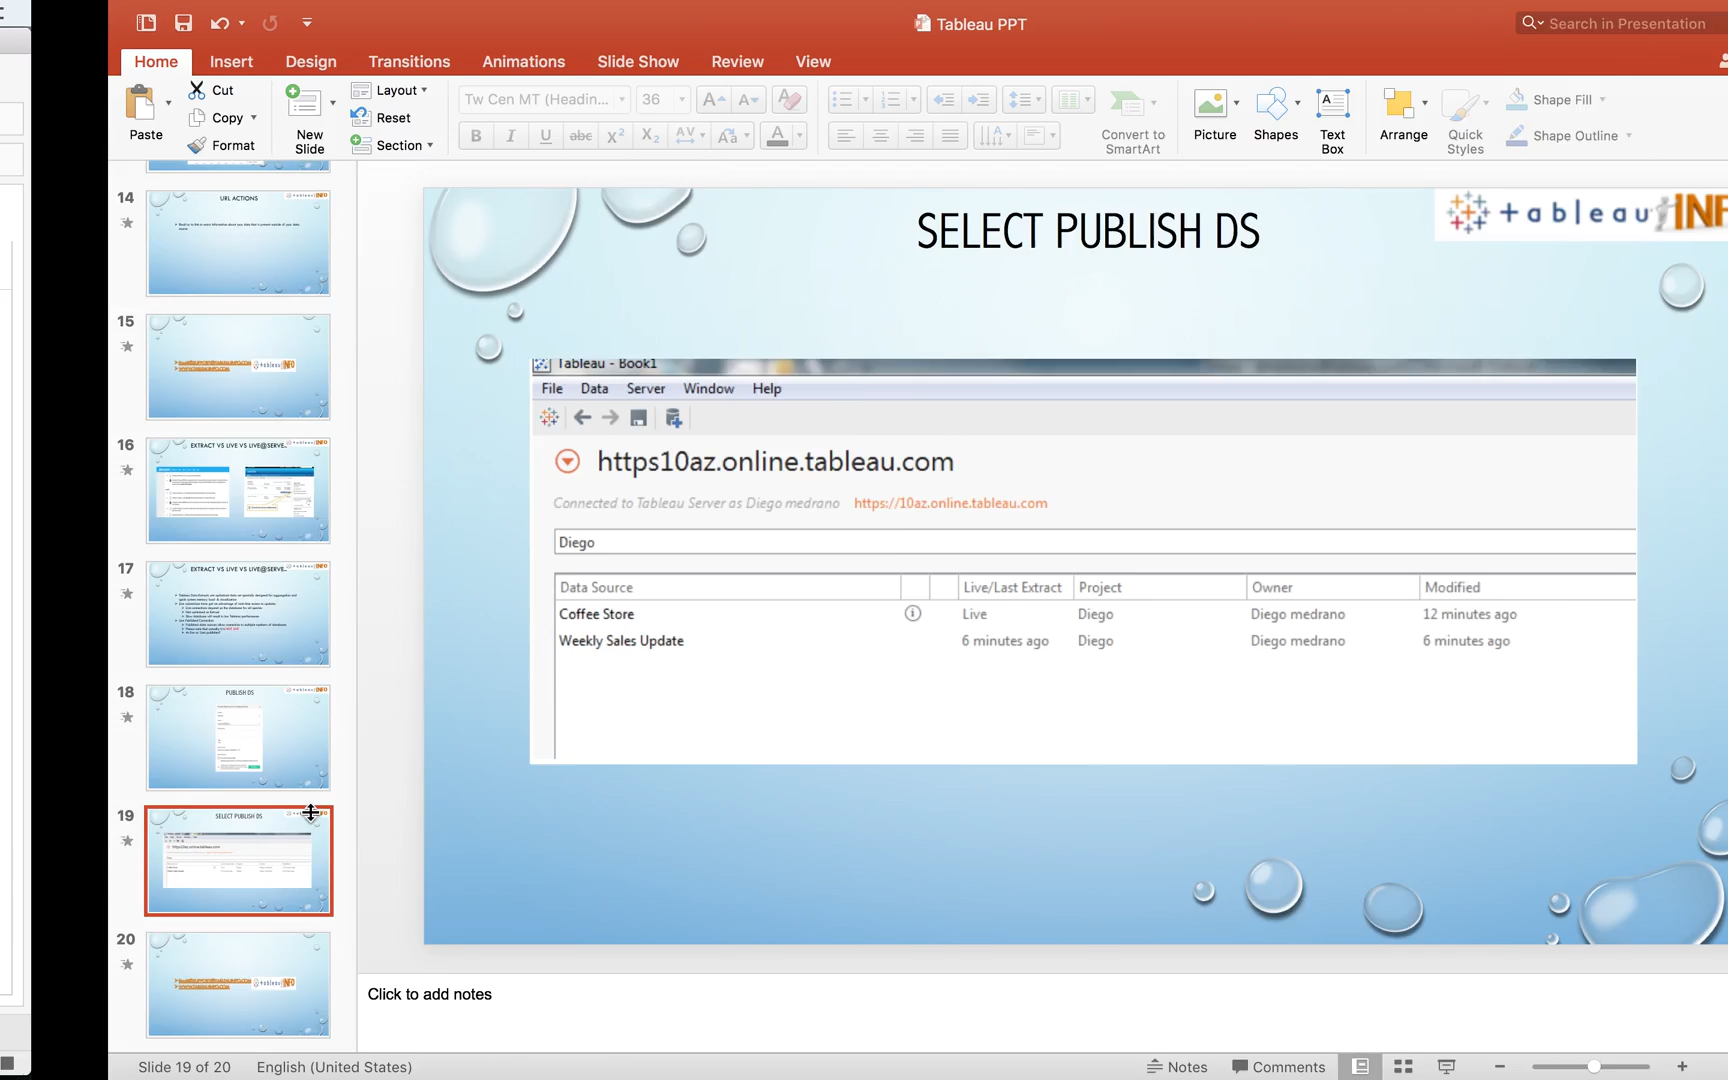 Tableau PPT
Search in Presentation
Home Insert Design Transitions Animations Slide Show Review View
Paste
Cut
Copy
Format
New Slide
Layout
Reset
Section
Tw Cen MT (Headin... 36
B I U abc X² X₂ AV Aa A
Convert to SmartArt
Picture
Shapes
Text Box
Arrange
Quick Styles
Shape Fill
Shape Outline
14
URL ACTIONS
15
16
EXTRACT VS LIVE VS LIVE@SERVE...
17
EXTRACT VS LIVE VS LIVE@SERVE...
18
PUBLISH DS
19
SELECT PUBLISH DS
20
SELECT PUBLISH DS
+ a b l e a u INF
Tableau - Book1
File Data Server Window Help
https10az.online.tableau.com
Connected to Tableau Server as Diego medrano https://10az.online.tableau.com
Diego
Data Source Live/Last Extract Project Owner Modified
Coffee Store Live Diego Diego medrano 12 minutes ago
Weekly Sales Update 6 minutes ago Diego Diego medrano 6 minutes ago
Click to add notes
Slide 19 of 20 English (United States) Notes Comments